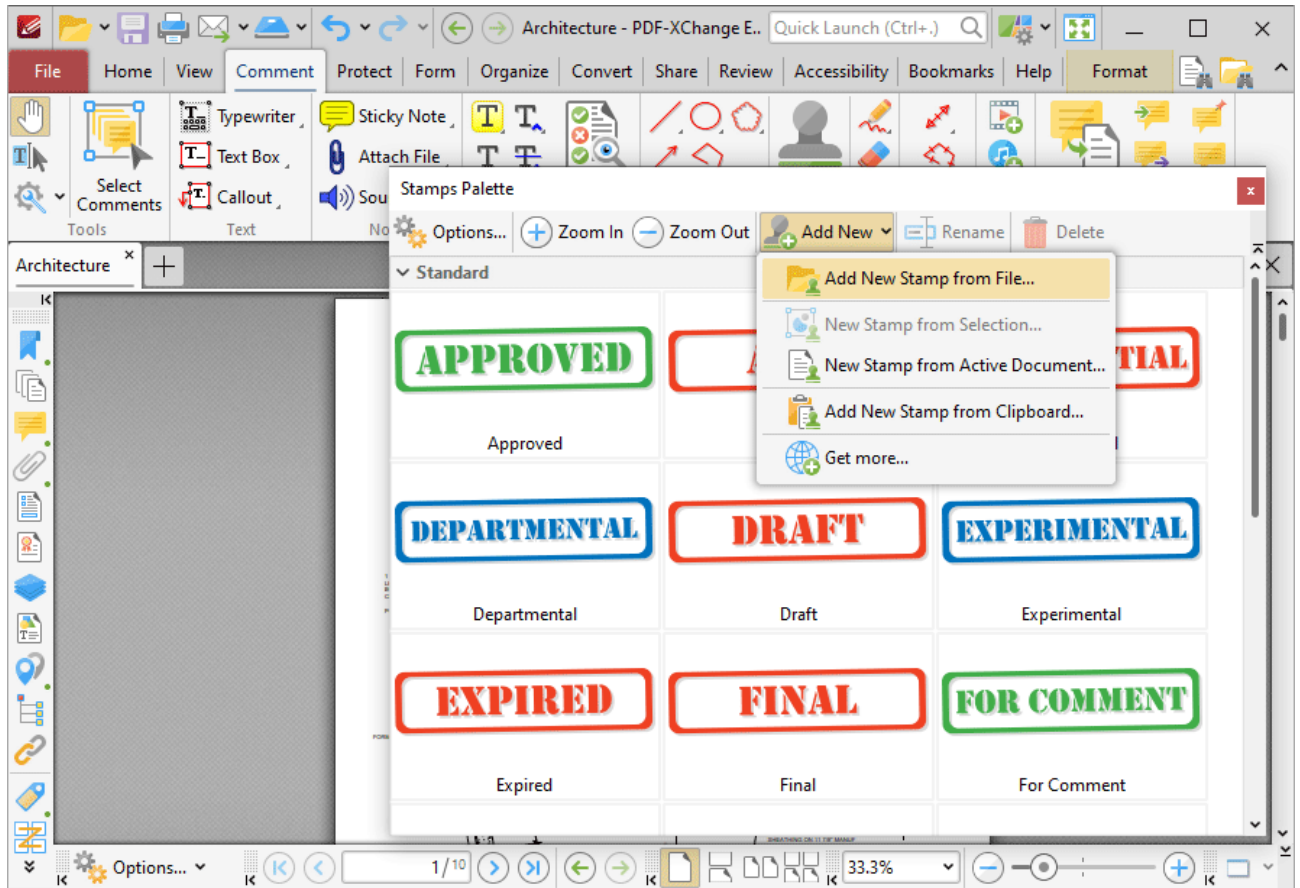 Architecture - PDF-XChange E.. Quick Launch (Ctrl+.)
File Home View Comment Protect Form Organize Convert Share Review Accessibility Bookmarks Help Format
Typewriter Sticky Note
Text Box Attach File
Select Comments Callout Sou
Tools Text No
Stamps Palette
Options... Zoom In Zoom Out Add New Rename Delete
Architecture
Standard
Add New Stamp from File...
New Stamp from Selection...
New Stamp from Active Document...
Add New Stamp from Clipboard...
Get more...
APPROVED TIAL
Approved
DEPARTMENTAL DRAFT EXPERIMENTAL
Departmental Draft Experimental
EXPIRED FINAL FOR COMMENT
Expired Final For Comment
Options... 1/10 33.3%